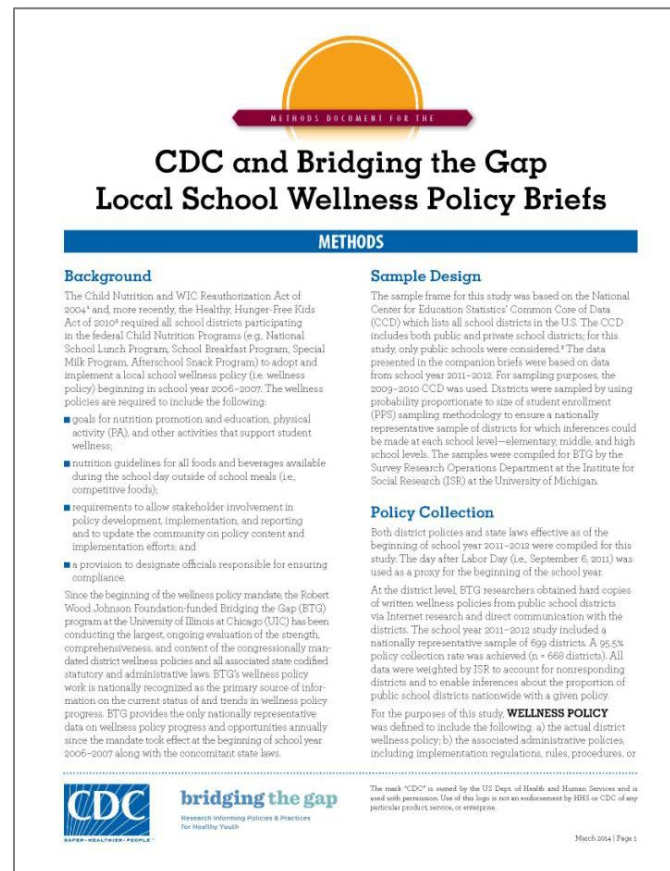 METHODS DOCUMENT FOR THE
CDC and Bridging the Gap
Local School Wellness Policy Briefs
METHODS
Background
The Child Nutrition and WIC Reauthorization Act of
2004¹ and, more recently, the Healthy, Hunger-Free Kids
Act of 2010² required all school districts participating
in the federal Child Nutrition Programs (e.g., National
School Lunch Program, School Breakfast Program, Special
Milk Program, Afterschool Snack Program) to adopt and
implement a local school wellness policy (i.e. wellness
policy) beginning in school year 2006–2007. The wellness
policies are required to include the following:
■ goals for nutrition promotion and education, physical
activity (PA), and other activities that support student
wellness;
■ nutrition guidelines for all foods and beverages available
during the school day outside of school meals (i.e.,
competitive foods);
■ requirements to allow stakeholder involvement in
policy development, implementation, and reporting
and to update the community on policy content and
implementation efforts; and
■ a provision to designate officials responsible for ensuring
compliance.
Since the beginning of the wellness policy mandate, the Robert
Wood Johnson Foundation-funded Bridging the Gap (BTG)
program at the University of Illinois at Chicago (UIC) has been
conducting the largest, ongoing evaluation of the strength,
comprehensiveness, and content of the congressionally man-
dated district wellness policies and all associated state codified
statutory and administrative laws. BTG's wellness policy
work is nationally recognized as the primary source of infor-
mation on the current status of and trends in wellness policy
progress. BTG provides the only nationally representative
data on wellness policy progress and opportunities annually
since the mandate took effect at the beginning of school year
2006–2007 along with the concomitant state laws.
Sample Design
The sample frame for this study was based on the National
Center for Education Statistics' Common Core of Data
(CCD) which lists all school districts in the U.S. The CCD
includes both public and private school districts; for this
study, only public schools were considered.³ The data
presented in the companion briefs were based on data
from school year 2011–2012. For sampling purposes, the
2009–2010 CCD was used. Districts were sampled by using
probability proportionate to size of student enrollment
(PPS) sampling methodology to ensure a nationally
representative sample of districts for which inferences could
be made at each school level—elementary, middle, and high
school levels. The samples were compiled for BTG by the
Survey Research Operations Department at the Institute for
Social Research (ISR) at the University of Michigan.
Policy Collection
Both district policies and state laws effective as of the
beginning of school year 2011–2012 were compiled for this
study. The day after Labor Day (i.e., September 6, 2011) was
used as a proxy for the beginning of the school year.
At the district level, BTG researchers obtained hard copies
of written wellness policies from public school districts
via Internet research and direct communication with the
districts. The school year 2011–2012 study included a
nationally representative sample of 699 districts. A 95.5%
policy collection rate was achieved (n = 668 districts). All
data were weighted by ISR to account for nonresponding
districts and to enable inferences about the proportion of
public school districts nationwide with a given policy.
For the purposes of this study, WELLNESS POLICY
was defined to include the following: a) the actual district
wellness policy; b) the associated administrative policies,
including implementation regulations, rules, procedures, or
CDC
SAFER·HEALTHIER·PEOPLE™
bridging the gap
Research Informing Policies & Practices
for Healthy Youth
The mark "CDC" is owned by the US Dept. of Health and Human Services and is
used with permission. Use of this logo is not an endorsement by HHS or CDC of any
particular product, service, or enterprise.
March 2014 | Page 1